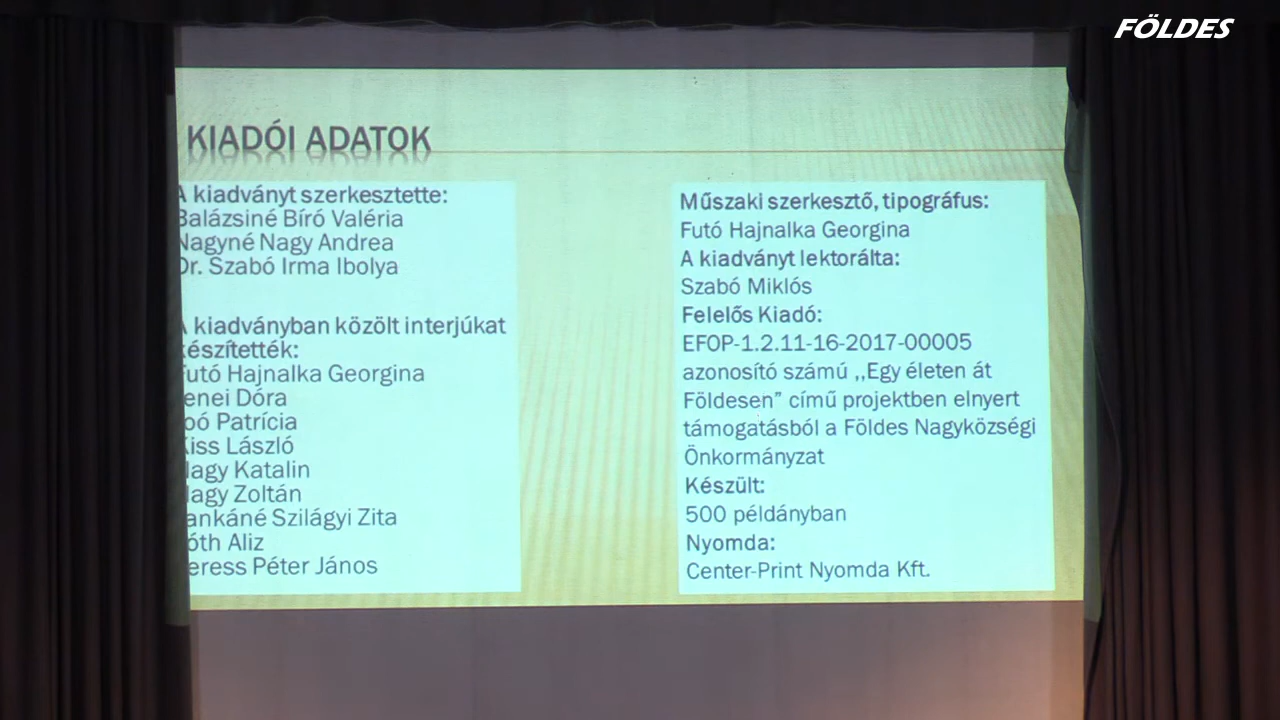 FÖLDES
KIADÓI ADATOK
A kiadványt szerkesztette:
Balázsiné Bíró Valéria
Nagyné Nagy Andrea
Dr. Szabó Irma Ibolya
A kiadványban közölt interjúkat
készítették:
Futó Hajnalka Georgina
Dóra
Patrícia
Kiss László
Nagy Katalin
Nagy Zoltán
Szilágyi Zita
Tóth Aliz
Péter János
Műszaki szerkesztő, tipográfus:
Futó Hajnalka Georgina
A kiadványt lektorálta:
Szabó Miklós
Felelős Kiadó:
EFOP-1.2.11-16-2017-00005
azonosító számú ,,Egy életen át
Földesen” című projektben elnyert
támogatásból a Földes Nagyközségi
Önkormányzat
Készült:
500 példányban
Nyomda:
Center-Print Nyomda Kft.